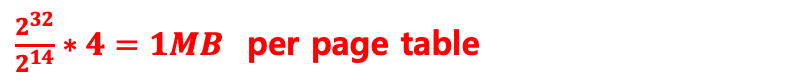 2^32/2^14 * 4 = 1MB per page table